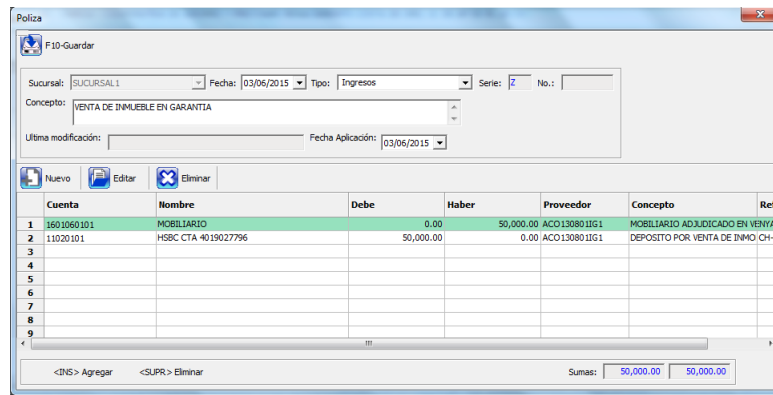 Poliza
F10-Guardar
Sucursal: SUCURSAL1 Fecha: 03/06/2015 Tipo: Ingresos Serie: Z No.:
Concepto: VENTA DE INMUEBLE EN GARANTIA
Ultima modificación: Fecha Aplicación: 03/06/2015
Nuevo Editar Eliminar
Cuenta Nombre Debe Haber Proveedor Concepto Ref
1 1601060101 MOBILIARIO 0.00 50,000.00 ACO130801IG1 MOBILIARIO ADJUDICADO EN VENYA
2 11020101 HSBC CTA 4019027796 50,000.00 0.00 ACO130801IG1 DEPOSITO POR VENTA DE INMO CH-
3
4
5
6
7
8
9
<INS> Agregar <SUPR> Eliminar Sumas: 50,000.00 50,000.00